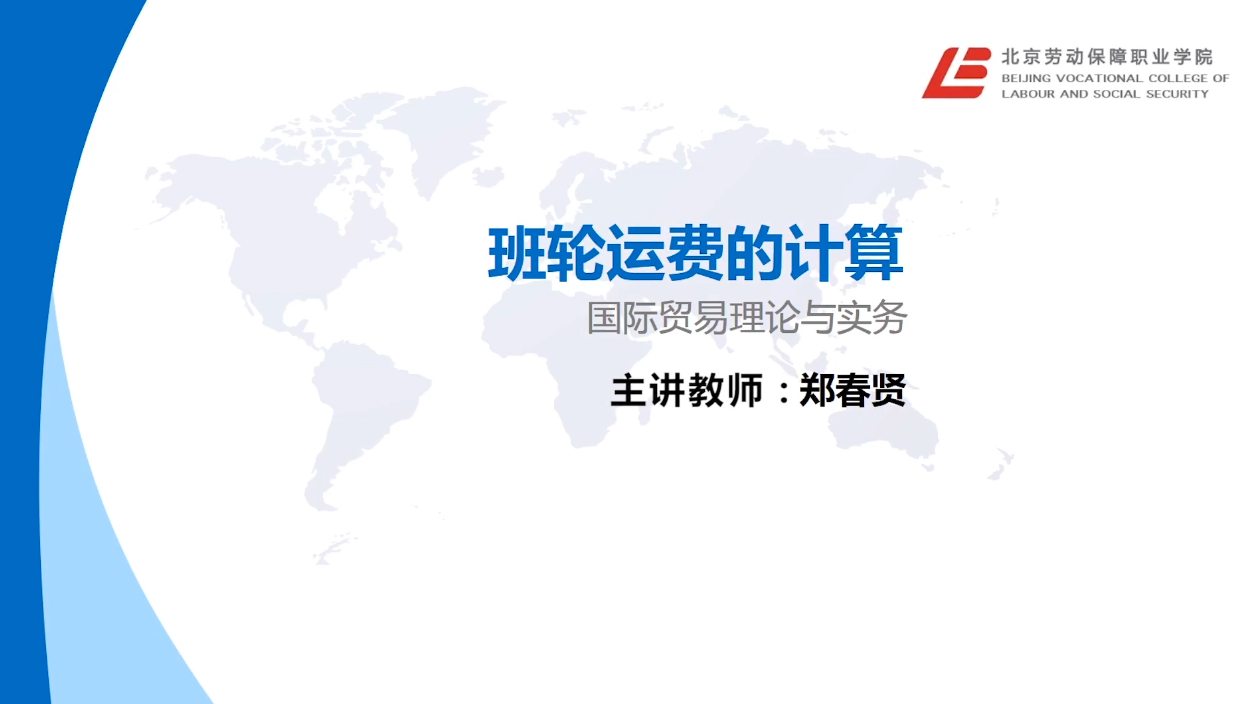 北京劳动保障职业学院
BEIJING VOCATIONAL COLLEGE OF
LABOUR AND SOCIAL SECURITY
班轮运费的计算
国际贸易理论与实务
主讲教师：郑春贤